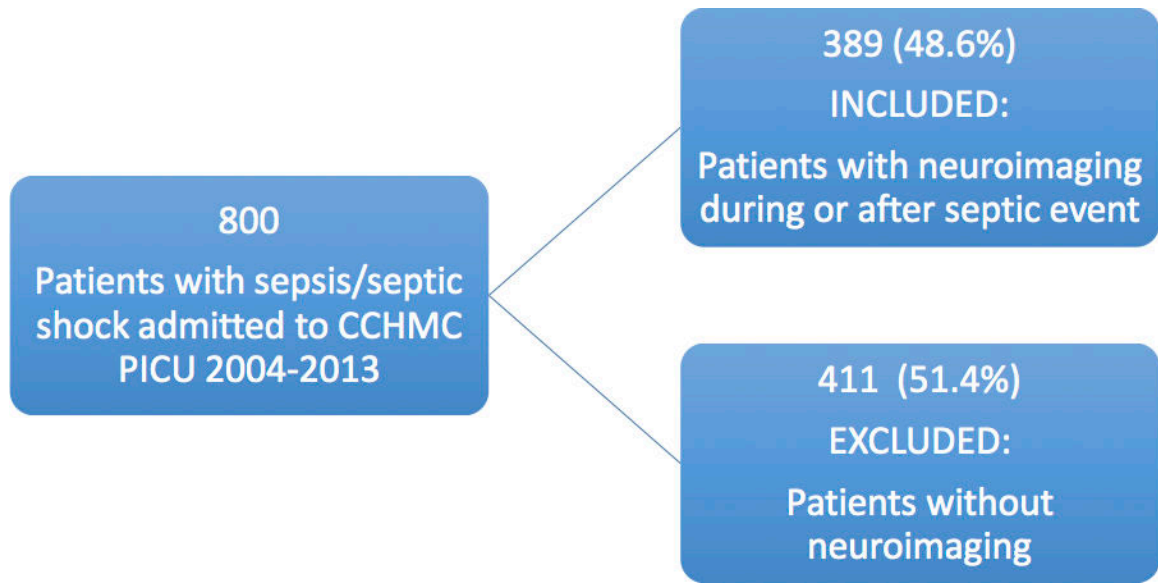 800
Patients with sepsis/septic
shock admitted to CCHMC
PICU 2004-2013
389 (48.6%)
INCLUDED:
Patients with neuroimaging
during or after septic event
411 (51.4%)
EXCLUDED:
Patients without
neuroimaging